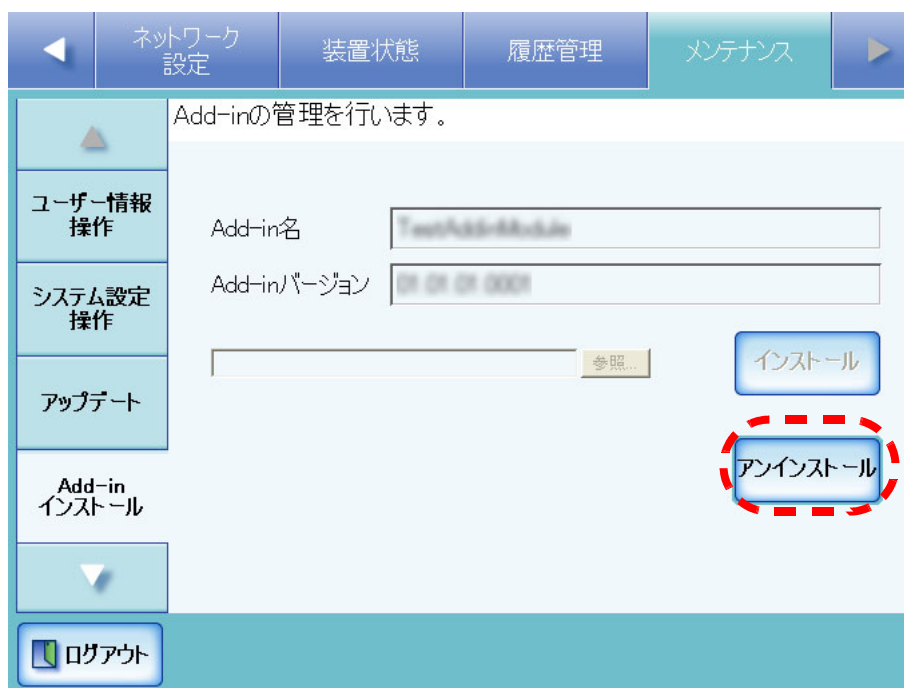 ネットワーク
設定
装置状態
履歴管理
メンテナンス
Add-inの管理を行います。
ユーザー情報
操作
システム設定
操作
アップデート
Add-in
インストール
Add-in名
TestAddinModule
Add-inバージョン
01.01.01.0001
参照...
インストール
アンインストール
ログアウト